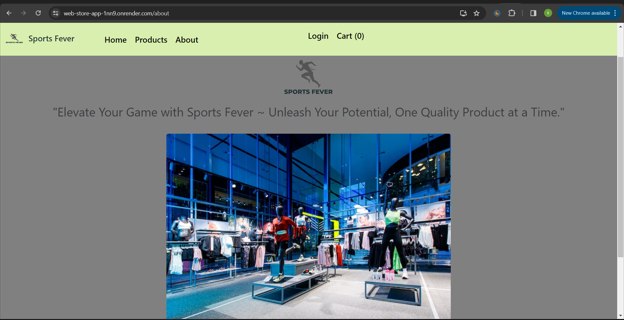 web-store-app-1nn9.onrender.com/about
New Chrome available
Sports Fever
Home Products About
Login Cart (0)
SPORTS FEVER
"Elevate Your Game with Sports Fever ~ Unleash Your Potential, One Quality Product at a Time."